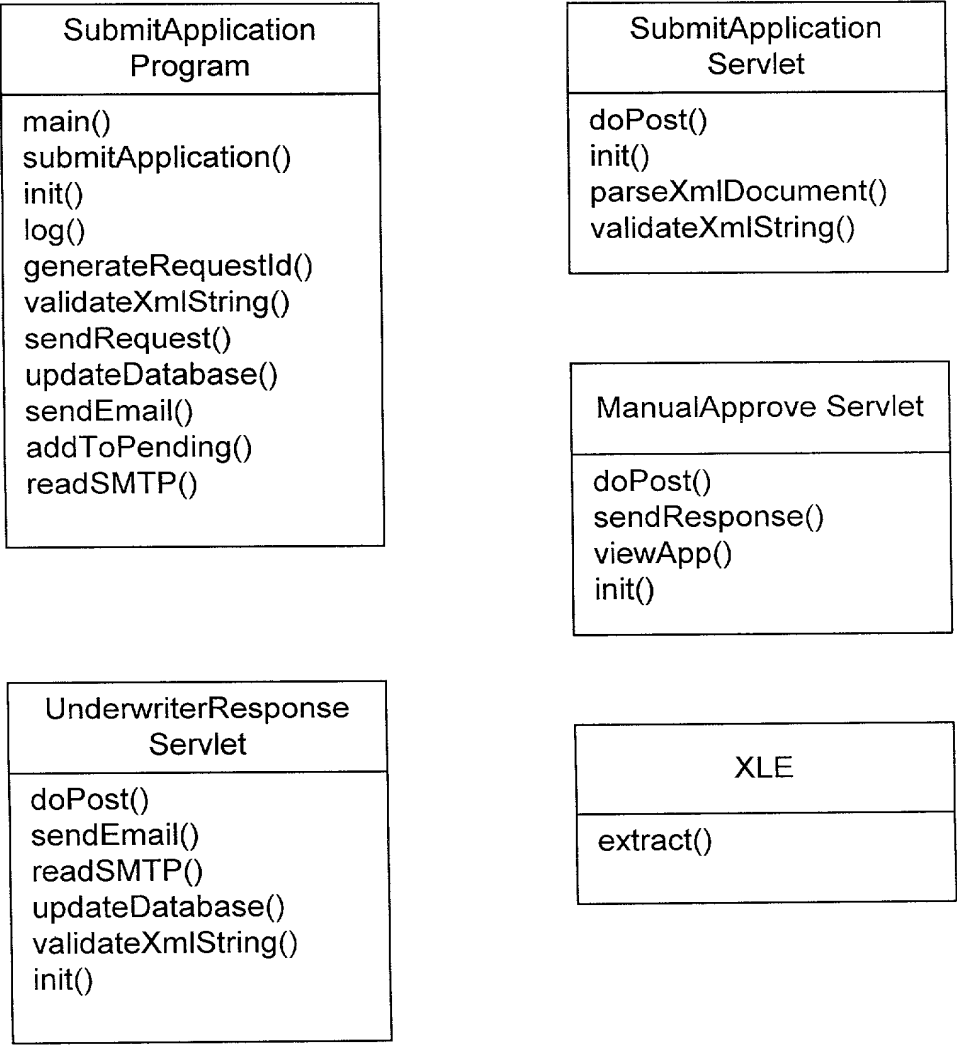 SubmitApplication
Program
main()
submitApplication()
init()
log()
generateRequestId()
validateXmlString()
sendRequest()
updateDatabase()
sendEmail()
addToPending()
readSMTP()
SubmitApplication
Servlet
doPost()
init()
parseXmlDocument()
validateXmlString()
ManualApprove Servlet
doPost()
sendResponse()
viewApp()
init()
UnderwriterResponse
Servlet
doPost()
sendEmail()
readSMTP()
updateDatabase()
validateXmlString()
init()
XLE
extract()